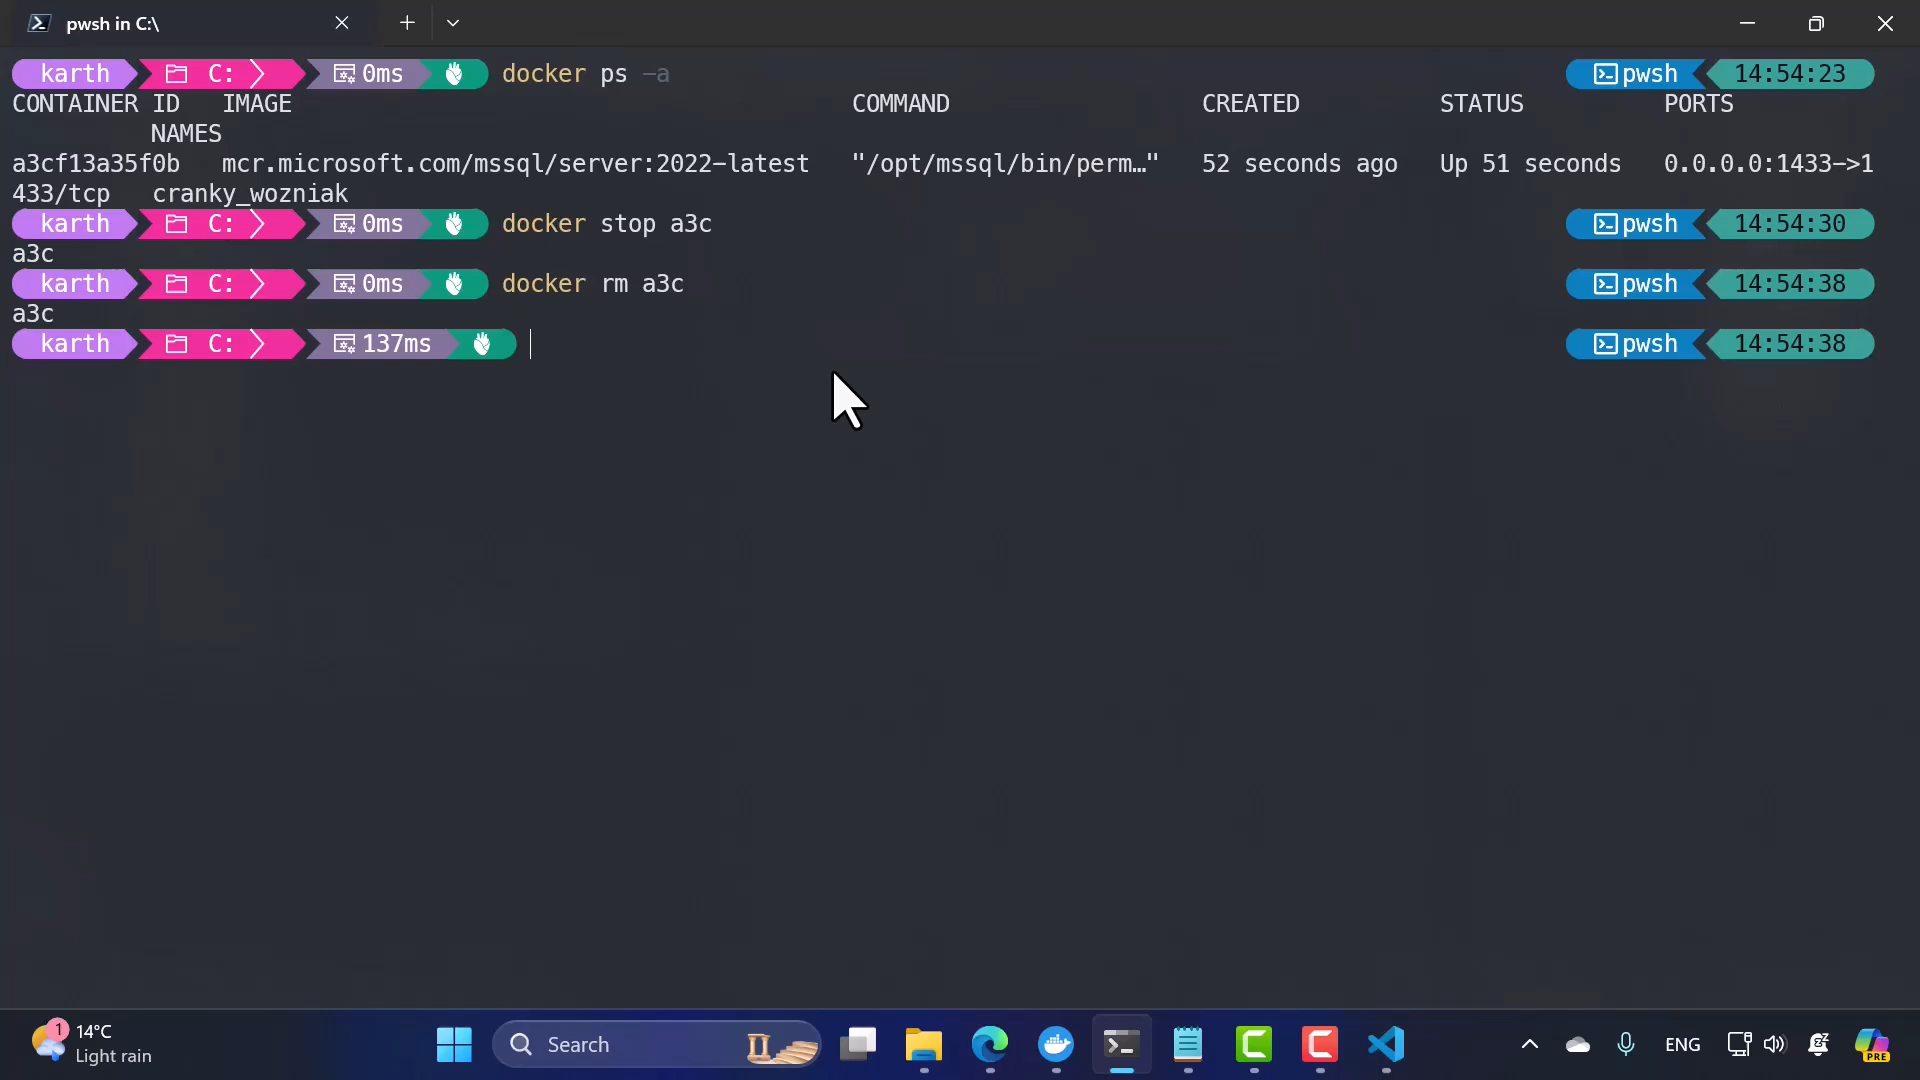 pwsh in C:\
karth C: 0ms docker ps -a pwsh 14:54:23
CONTAINER ID IMAGE COMMAND CREATED STATUS PORTS
NAMES
a3cf13a35f0b mcr.microsoft.com/mssql/server:2022-latest "/opt/mssql/bin/perm…" 52 seconds ago Up 51 seconds 0.0.0.0:1433->1
433/tcp cranky_wozniak
karth C: 0ms docker stop a3c pwsh 14:54:30
a3c
karth C: 0ms docker rm a3c pwsh 14:54:38
a3c
karth C: 137ms pwsh 14:54:38
1 14°C
Light rain
Search
ENG
PRE